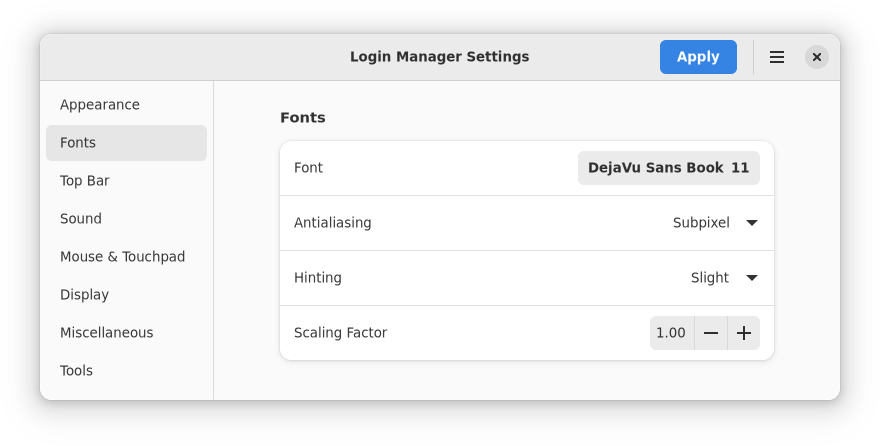 Login Manager Settings
Apply
Appearance
Fonts
Top Bar
Sound
Mouse & Touchpad
Display
Miscellaneous
Tools
Fonts
Font DejaVu Sans Book 11
Antialiasing Subpixel
Hinting Slight
Scaling Factor 1.00